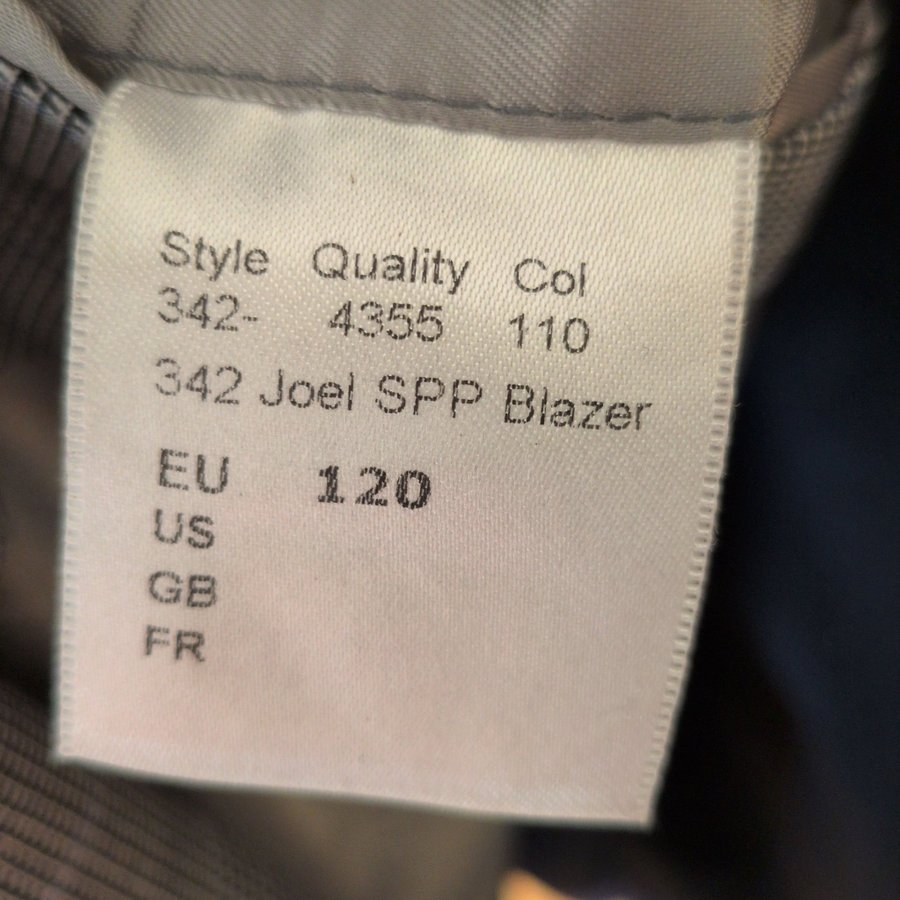 Style Quality Col
342- 4355 110
342 Joel SPP Blazer
EU 120
US
GB
FR